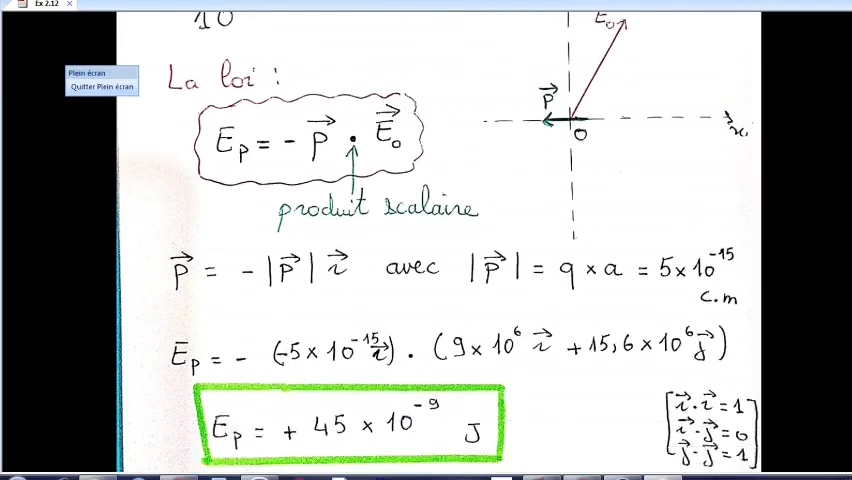 Ex 2.12
10
E₀
Plein écran
Quitter Plein écran
La loi :
Eₚ = - p⃗ • E⃗₀
produit scalaire
p⃗
O
x
p⃗ = - |p⃗| i⃗ avec |p⃗| = q × a = 5 × 10⁻¹⁵
C.m
Eₚ = - (-5 × 10⁻¹⁵ i⃗) • (9 × 10⁶ i⃗ + 15,6 × 10⁶ j⃗)
Eₚ = + 45 × 10⁻⁹ J
i⃗ • i⃗ = 1
i⃗ • j⃗ = 0
j⃗ • j⃗ = 1